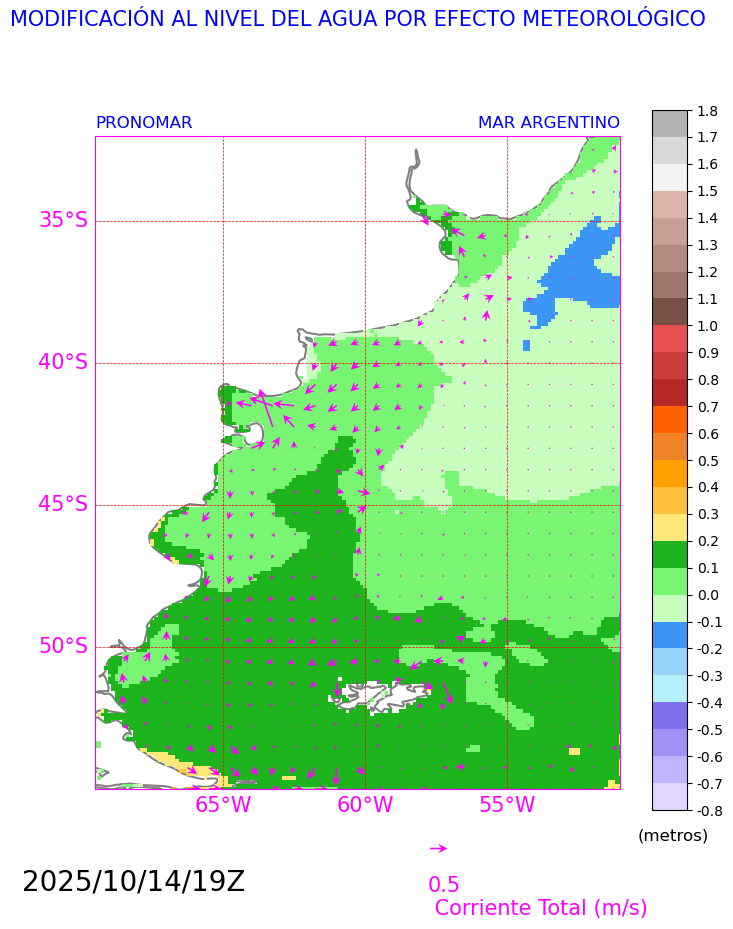 MODIFICACIÓN AL NIVEL DEL AGUA POR EFECTO METEOROLÓGICO
PRONOMAR
MAR ARGENTINO
1.8
1.7
1.6
1.5
1.4
1.3
1.2
1.1
1.0
0.9
0.8
0.7
0.6
0.5
0.4
0.3
0.2
0.1
0.0
-0.1
-0.2
-0.3
-0.4
-0.5
-0.6
-0.7
-0.8
(metros)
35°S
40°S
45°S
50°S
65°W
60°W
55°W
2025/10/14/19Z
0.5
Corriente Total (m/s)